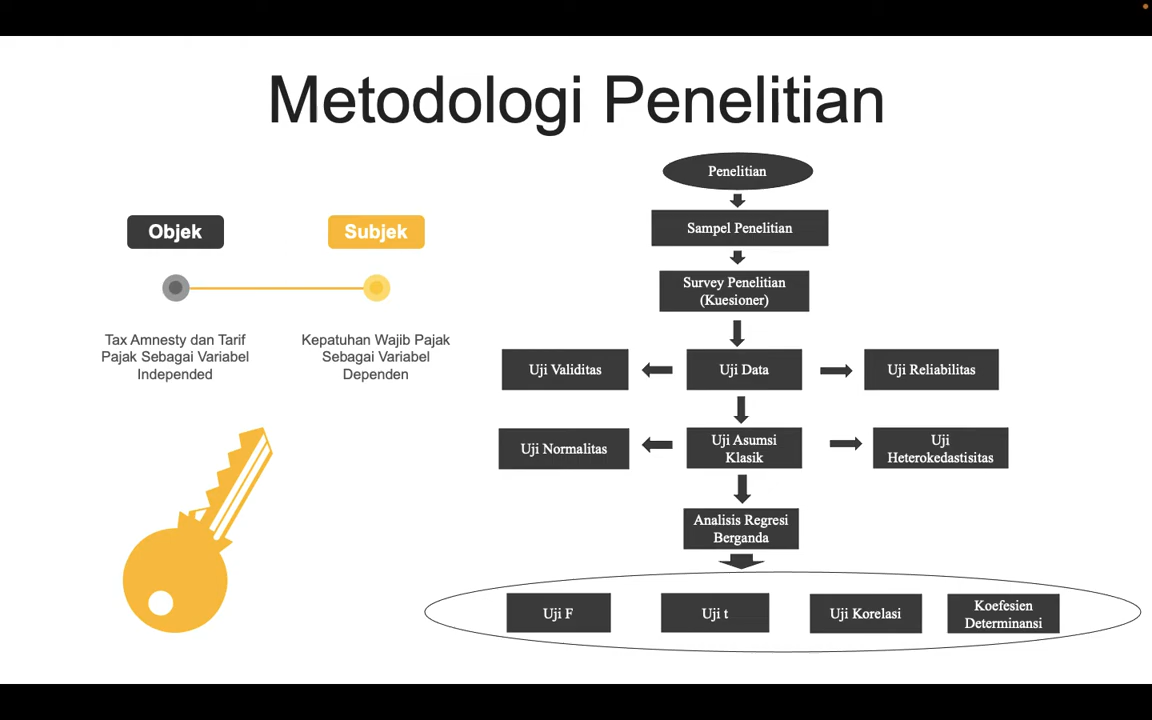 Metodologi Penelitian
Objek
Subjek
Tax Amnesty dan Tarif
Pajak Sebagai Variabel
Independed
Kepatuhan Wajib Pajak
Sebagai Variabel
Dependen
Penelitian
Sampel Penelitian
Survey Penelitian
(Kuesioner)
Uji Validitas
Uji Data
Uji Reliabilitas
Uji Normalitas
Uji Asumsi
Klasik
Uji
Heterokedastisitas
Analisis Regresi
Berganda
Uji F
Uji t
Uji Korelasi
Koefesien
Determinansi